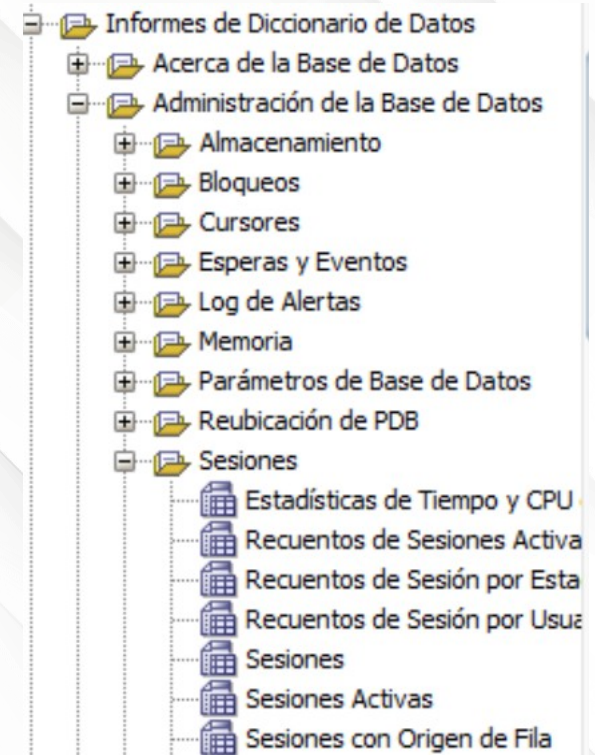 Informes de Diccionario de Datos
Acerca de la Base de Datos
Administración de la Base de Datos
Almacenamiento
Bloqueos
Cursores
Esperas y Eventos
Log de Alertas
Memoria
Parámetros de Base de Datos
Reubicación de PDB
Sesiones
Estadísticas de Tiempo y CPU
Recuentos de Sesiones Activa
Recuentos de Sesión por Esta
Recuentos de Sesión por Usua
Sesiones
Sesiones Activas
Sesiones con Origen de Fila